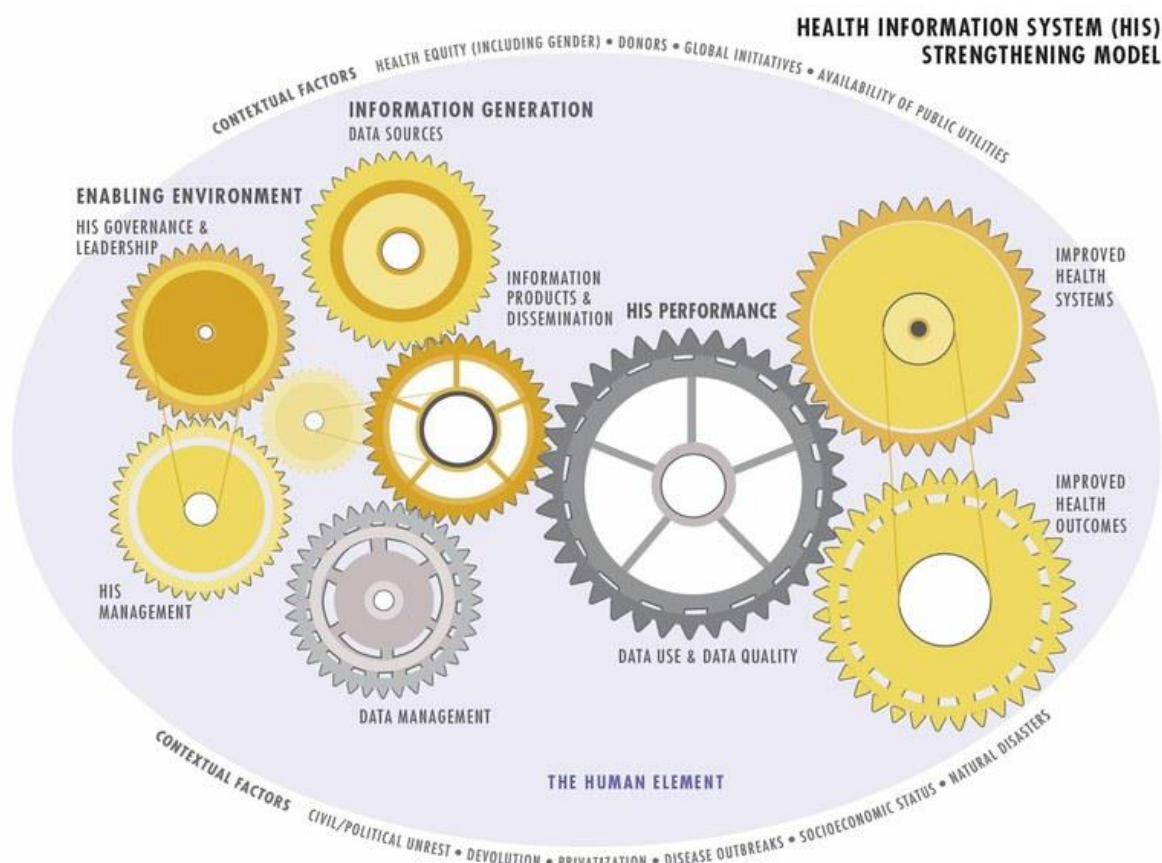 HEALTH INFORMATION SYSTEM (HIS)
STRENGTHENING MODEL
CONTEXTUAL FACTORS HEALTH EQUITY (INCLUDING GENDER) • DONORS • GLOBAL INITIATIVES • AVAILABILITY OF PUBLIC UTILITIES
INFORMATION GENERATION
DATA SOURCES
ENABLING ENVIRONMENT
HIS GOVERNANCE &
LEADERSHIP
INFORMATION
PRODUCTS &
DISSEMINATION
HIS PERFORMANCE
IMPROVED
HEALTH
SYSTEMS
IMPROVED
HEALTH
OUTCOMES
HIS
MANAGEMENT
DATA USE & DATA QUALITY
DATA MANAGEMENT
THE HUMAN ELEMENT
CONTEXTUAL FACTORS CIVIL/POLITICAL UNREST • DEVOLUTION • PRIVATIZATION • DISEASE OUTBREAKS • SOCIOECONOMIC STATUS • NATURAL DISASTERS